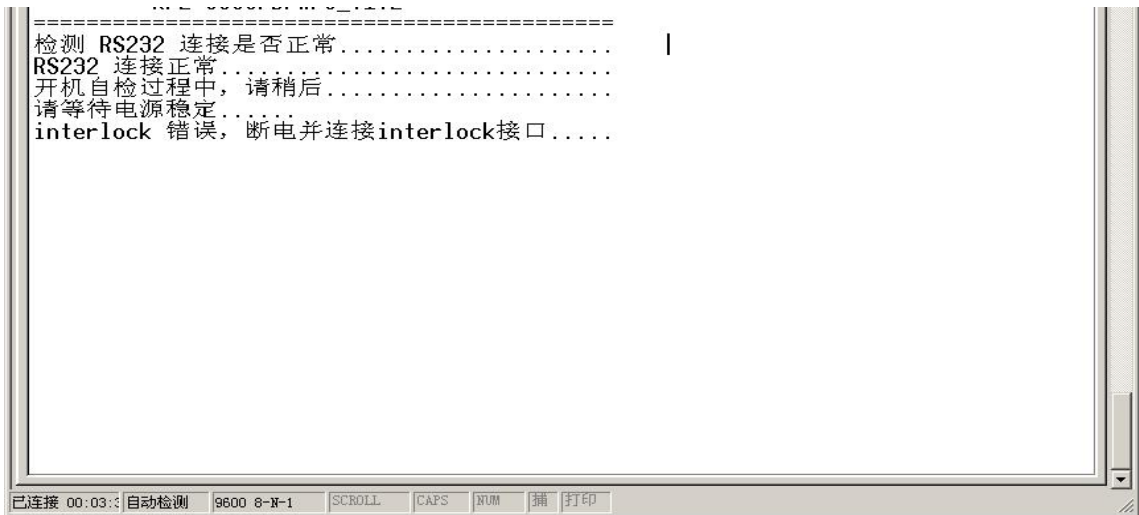 ============================================
检测 RS232 连接是否正常.....................
RS232 连接正常..............................
开机自检过程中，请稍后......................
请等待电源稳定......
interlock 错误，断电并连接interlock接口.....
已连接 00:03: 自动检测 9600 8-N-1 SCROLL CAPS NUM 捕 打印